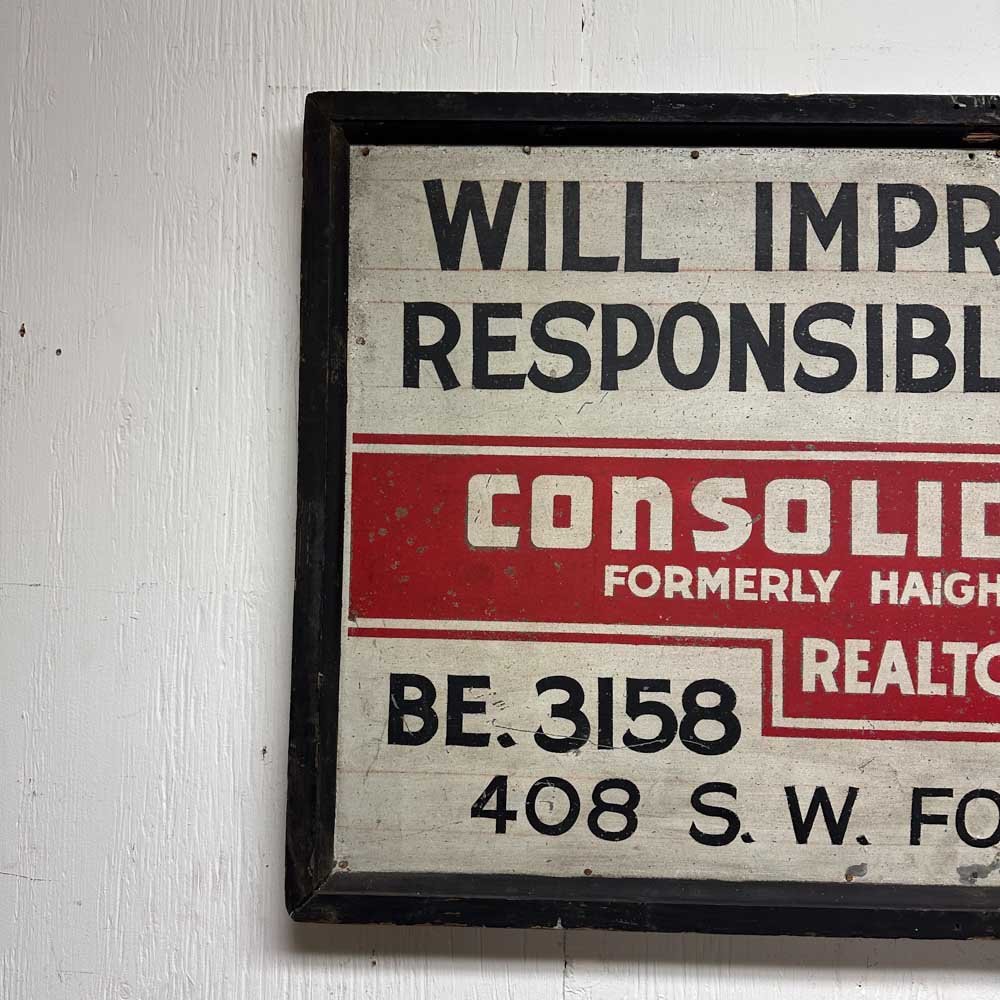 WILL IMPR
RESPONSIBL
CONSOLID
FORMERLY HAIGH
REALTO
BE. 3158
408 S. W. FO